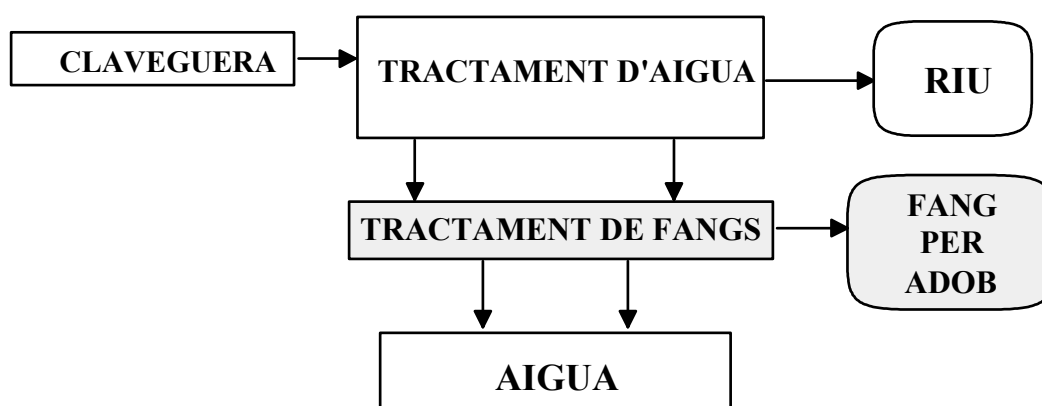 CLAVEGUERA
TRACTAMENT D'AIGUA
RIU
TRACTAMENT DE FANGS
FANG
PER
ADOB
AIGUA